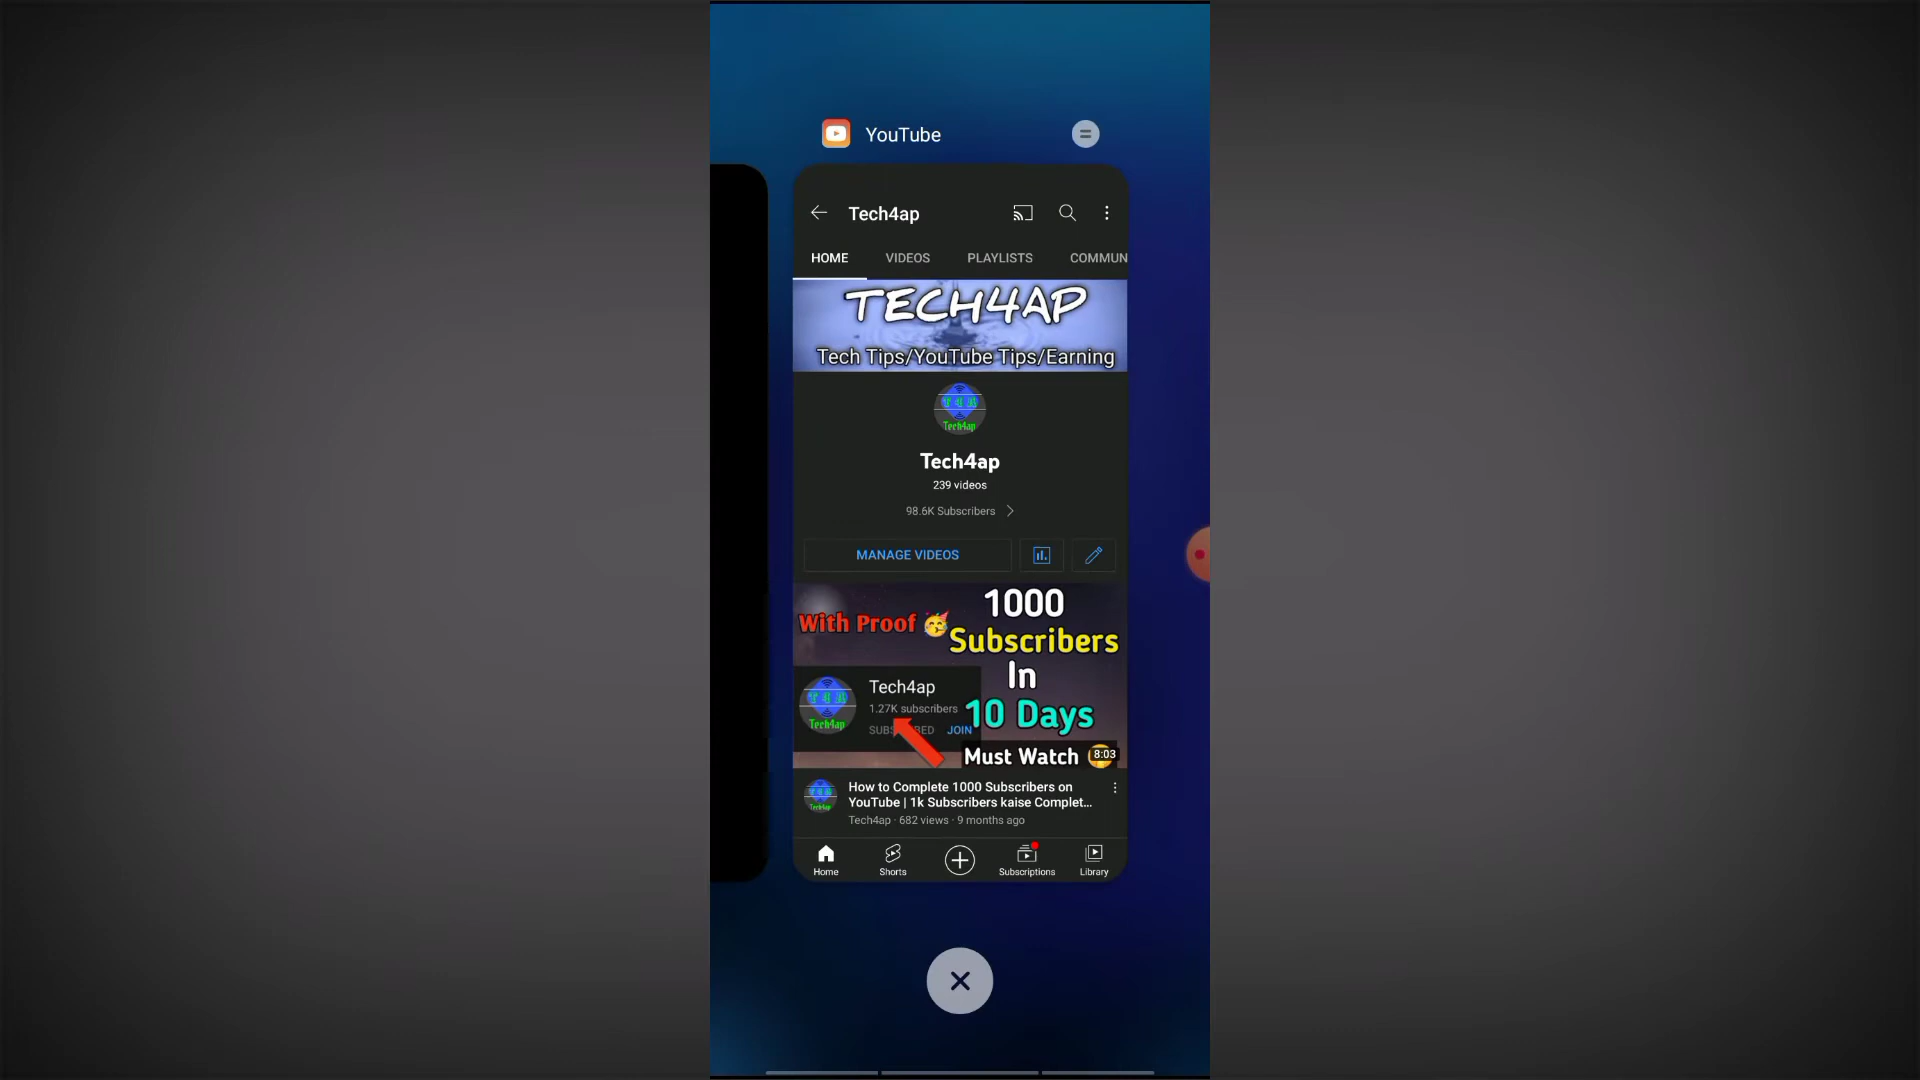 YouTube
Tech4ap
HOME VIDEOS PLAYLISTS COMMUN
TECH4AP
Tech Tips/YouTube Tips/Earning
T 4 A
Tech4ap
Tech4ap
239 videos
98.6K Subscribers
MANAGE VIDEOS
With Proof
1000
Subscribers
In
10 Days
Must Watch
8:03
Tech4ap
1.27K subscribers
JOIN
Tech4ap
How to Complete 1000 Subscribers on
YouTube | 1k Subscribers kaise Complet...
Tech4ap · 682 views · 9 months ago
Home Shorts Subscriptions Library